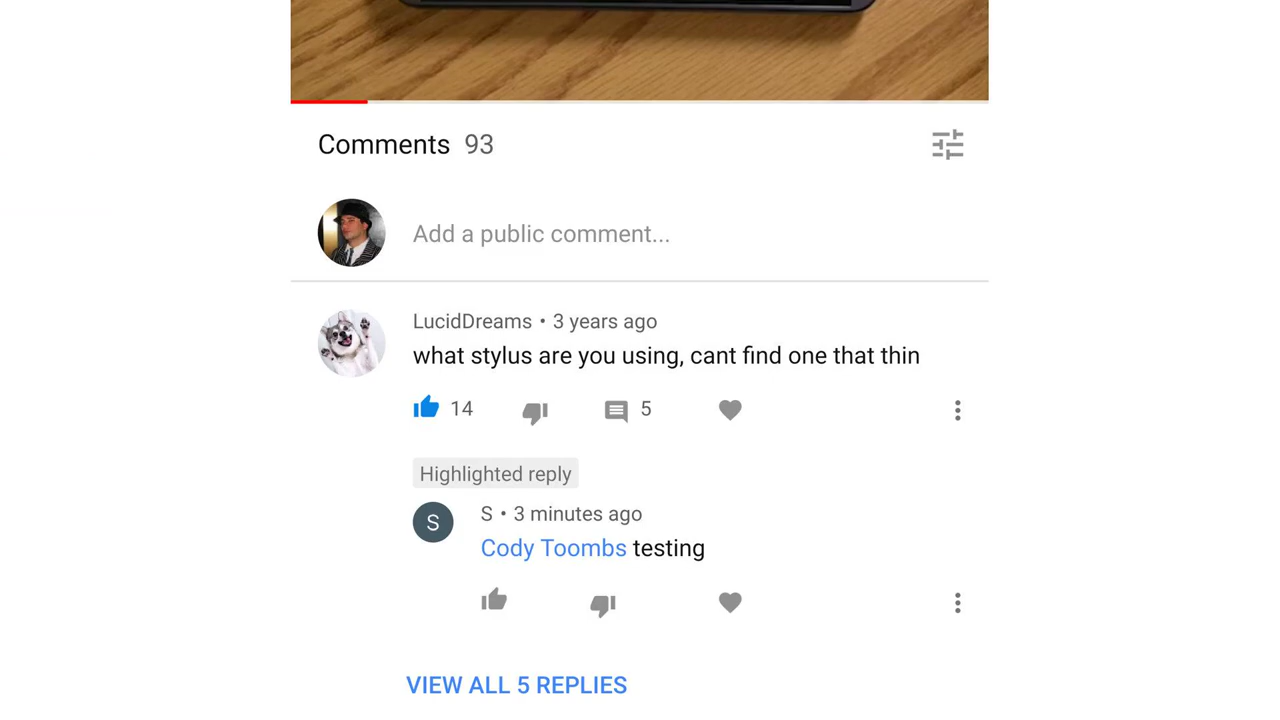 Comments 93
Add a public comment...
LucidDreams • 3 years ago
what stylus are you using, cant find one that thin
14 5
Highlighted reply
S
S • 3 minutes ago
Cody Toombs testing
VIEW ALL 5 REPLIES